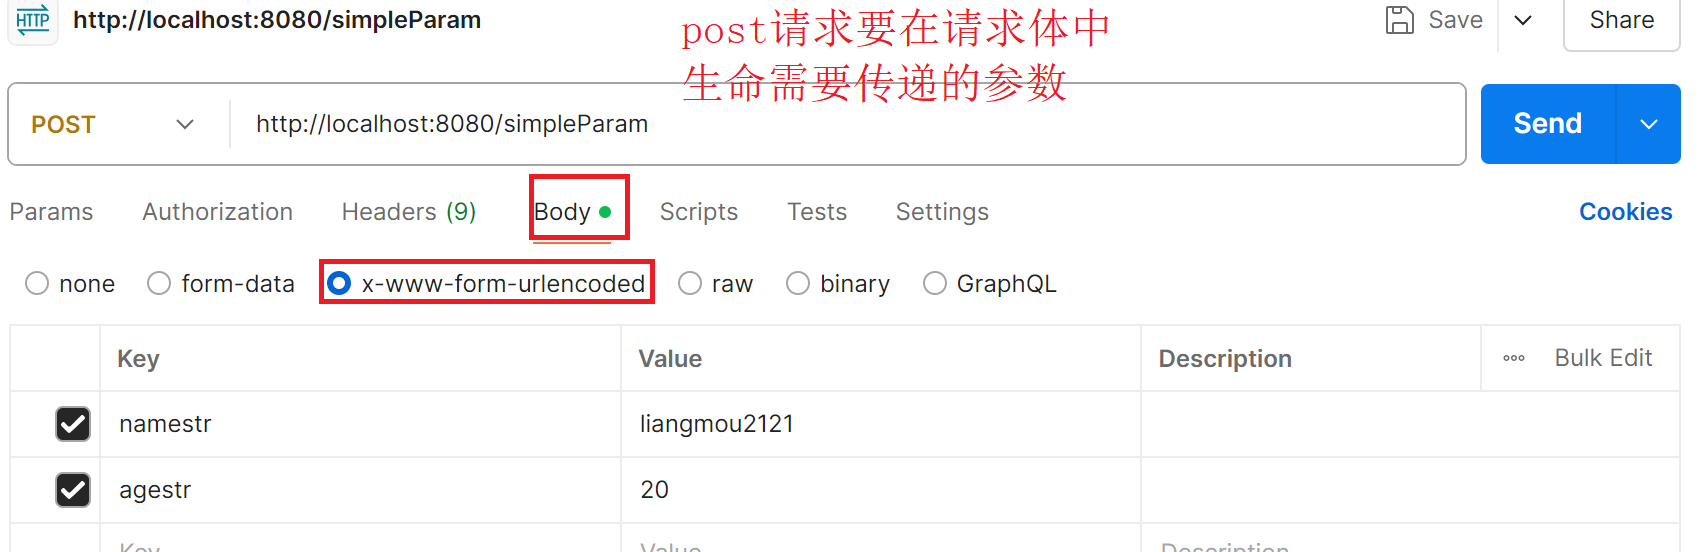 HTTP
http://localhost:8080/simpleParam
post请求要在请求体中
生命需要传递的参数
Save
Share
POST
http://localhost:8080/simpleParam
Send
Params
Authorization
Headers (9)
Body
Scripts
Tests
Settings
Cookies
none
form-data
x-www-form-urlencoded
raw
binary
GraphQL
Key
Value
Description
Bulk Edit
namestr
liangmou2121
agestr
20
Key
Value
Description